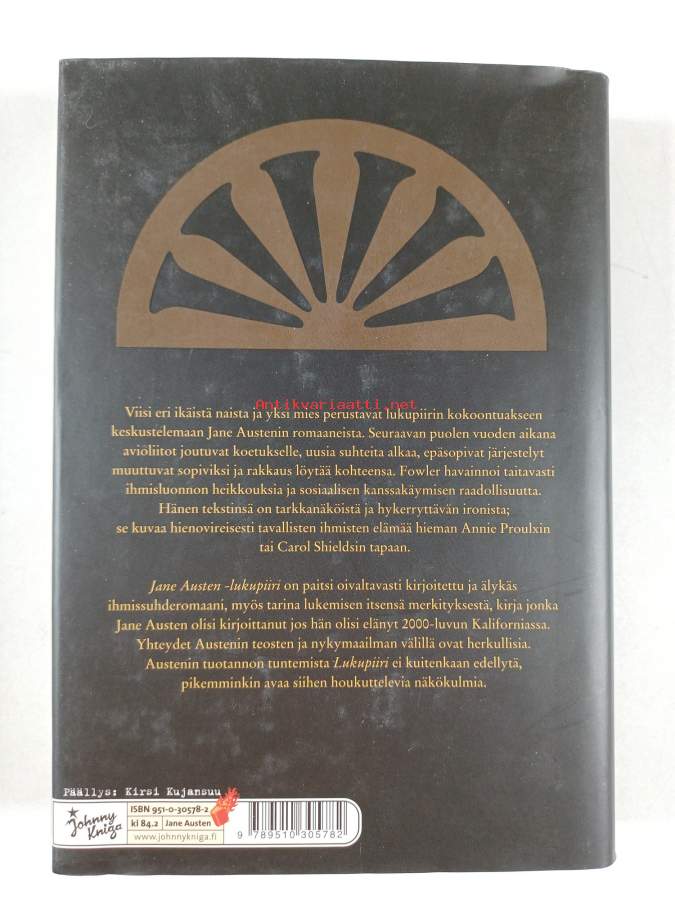 Viisi eri ikäistä naista ja yksi mies perustavat lukupiirin kokoontuakseen
Antikvariaatti.net
keskustelemaan Jane Austenin romaaneista. Seuraavan puolen vuoden aikana
avioliitot joutuvat koetukselle, uusia suhteita alkaa, epäsopivat järjestelyt
muuttuvat sopiviksi ja rakkaus löytää kohteensa. Fowler havainnoi taitavasti
ihmisluonnon heikkouksia ja sosiaalisen kanssakäymisen raadollisuutta.
Hänen tekstinsä on tarkkanäköistä ja hykerryttävän ironista;
se kuvaa hienovireisesti tavallisten ihmisten elämää hieman Annie Proulxin
tai Carol Shieldsin tapaan.
Jane Austen -lukupiiri on paitsi oivaltavasti kirjoitettu ja älykäs
ihmissuhderomaani, myös tarina lukemisen itsensä merkityksestä, kirja jonka
Jane Austen olisi kirjoittanut jos hän olisi elänyt 2000-luvun Kaliforniassa.
Yhteydet Austenin teosten ja nykymaailman välillä ovat herkullisia.
Austenin tuotannon tuntemista Lukupiiri ei kuitenkaan edellytä,
pikemminkin avaa siihen houkuttelevia näkökulmia.
Päällys: Kirsi Kujansuu
Johnny
Kniga
ISBN 951-0-30578-2
kl 84.2 Jane Austen
www.johnnykniga.fi
9 789510 305782